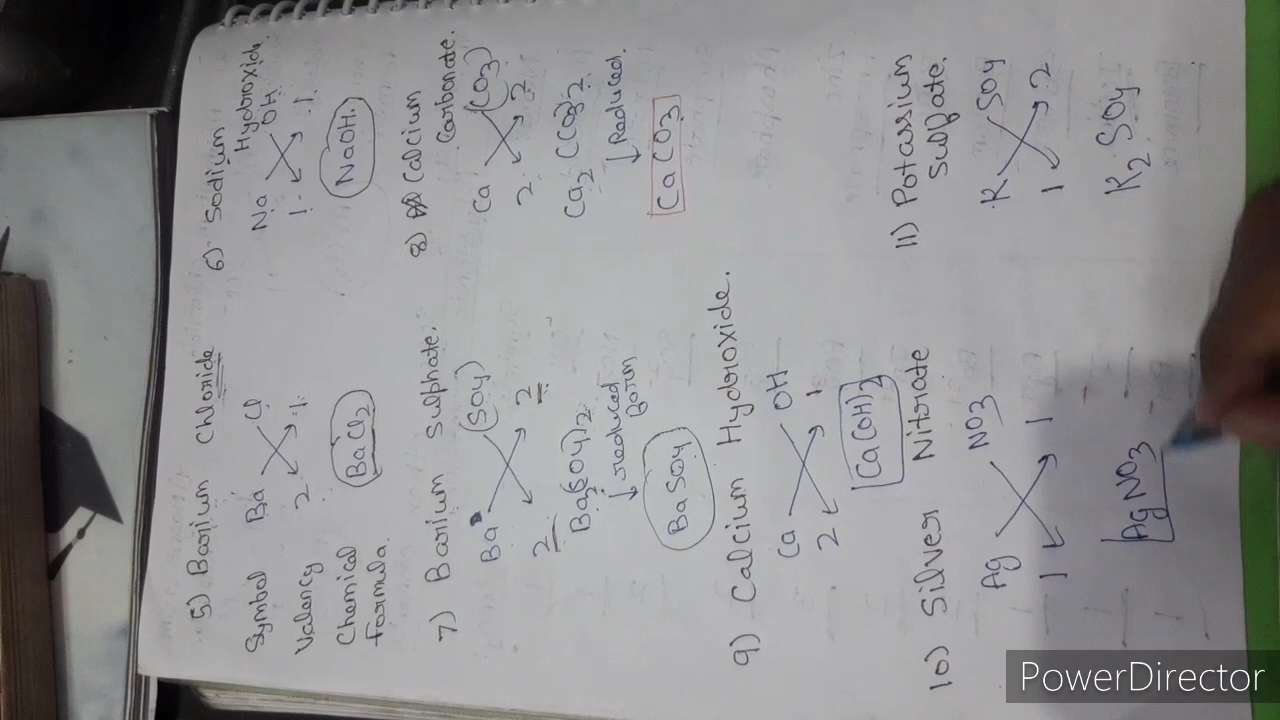 5) Barium Chloride
Symbol Ba Cl
Valency 2 1
Chemical BaCl2
formula.
6) Sodium
Hydroxide.
Na OH
1 1
NaOH.
7) Barium Sulphate.
Ba (SO4)
2 2
Ba2(SO4)2
↓ reduced
form
BaSO4
8) Calcium
Carbonate.
Ca (CO3)
2 2
Ca2 (CO3)2
↓ Reduced.
CaCO3
9) Calcium Hydroxide.
Ca OH
2 1
Ca(OH)2
10) Silver Nitrate
Ag NO3
1 1
AgNO3
11) Potassium
Sulfate.
K SO4
1 2
K2 SO4
PowerDirector